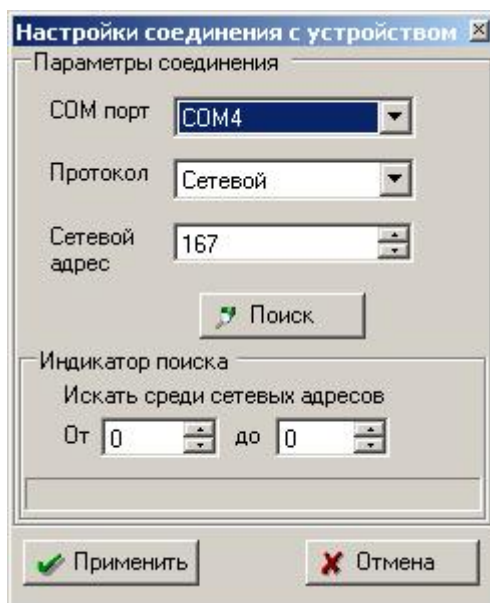 Настройки соединения с устройством
Параметры соединения
COM порт COM4
Протокол Сетевой
Сетевой адрес 167
Поиск
Индикатор поиска
Искать среди сетевых адресов
От 0 до 0
Применить Отмена